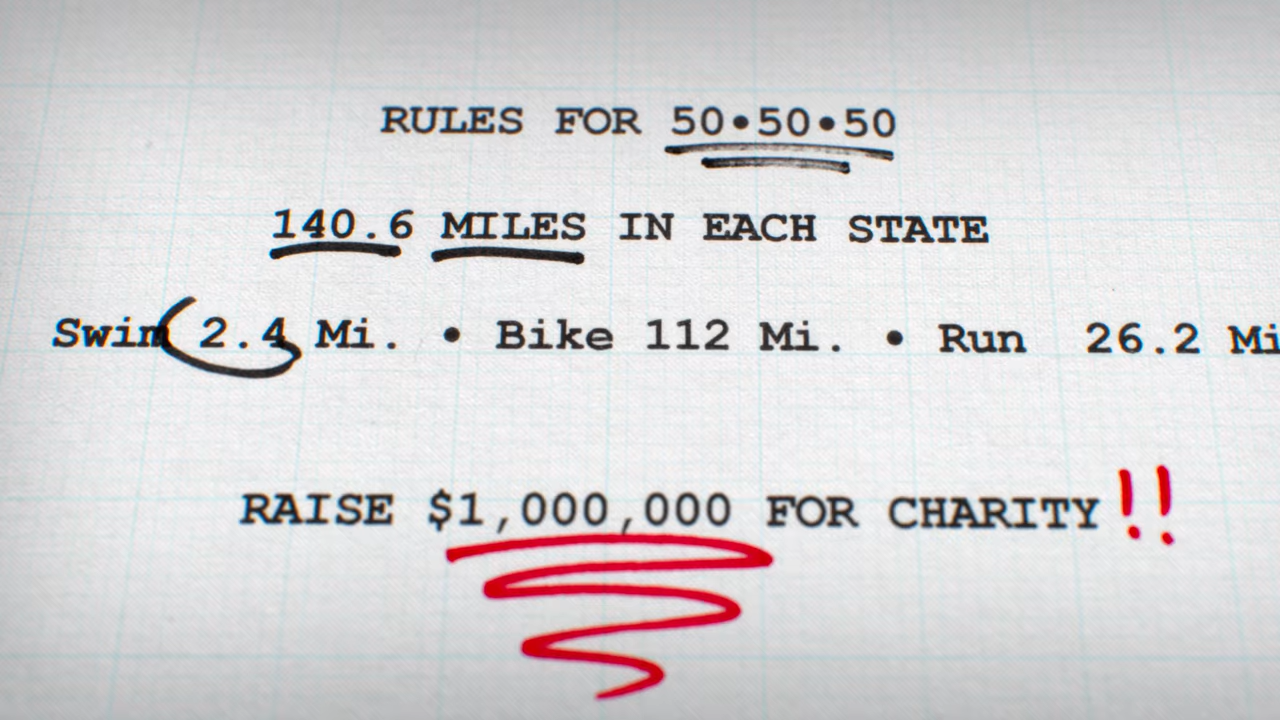 RULES FOR 50•50•50
140.6 MILES IN EACH STATE
Swim 2.4 Mi. • Bike 112 Mi. • Run 26.2 Mi
RAISE $1,000,000 FOR CHARITY!!